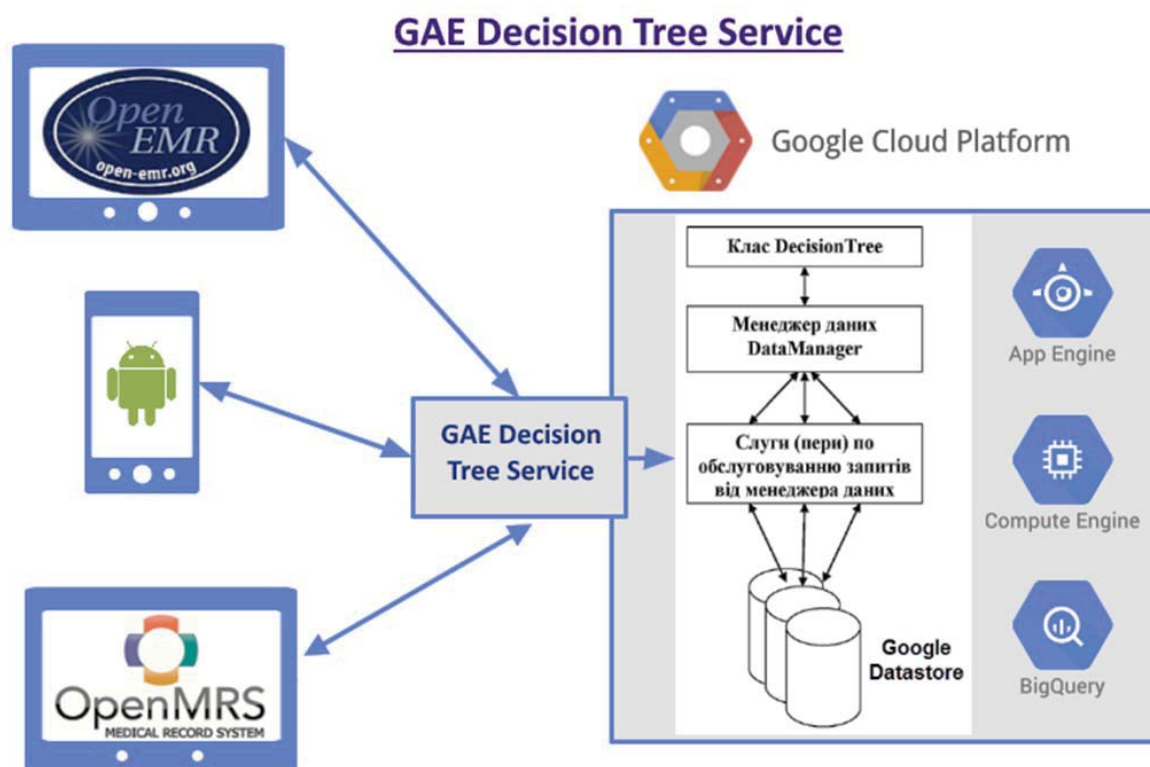 GAE Decision Tree Service
Open
EMR
open-emr.org
Google Cloud Platform
Клас DecisionTree
Менеджер даних
DataManager
App Engine
GAE Decision
Tree Service
Слуги (пери) по
обслуговуванню запитів
від менеджера даних
Compute Engine
Google
Datastore
BigQuery
OpenMRS
MEDICAL RECORD SYSTEM